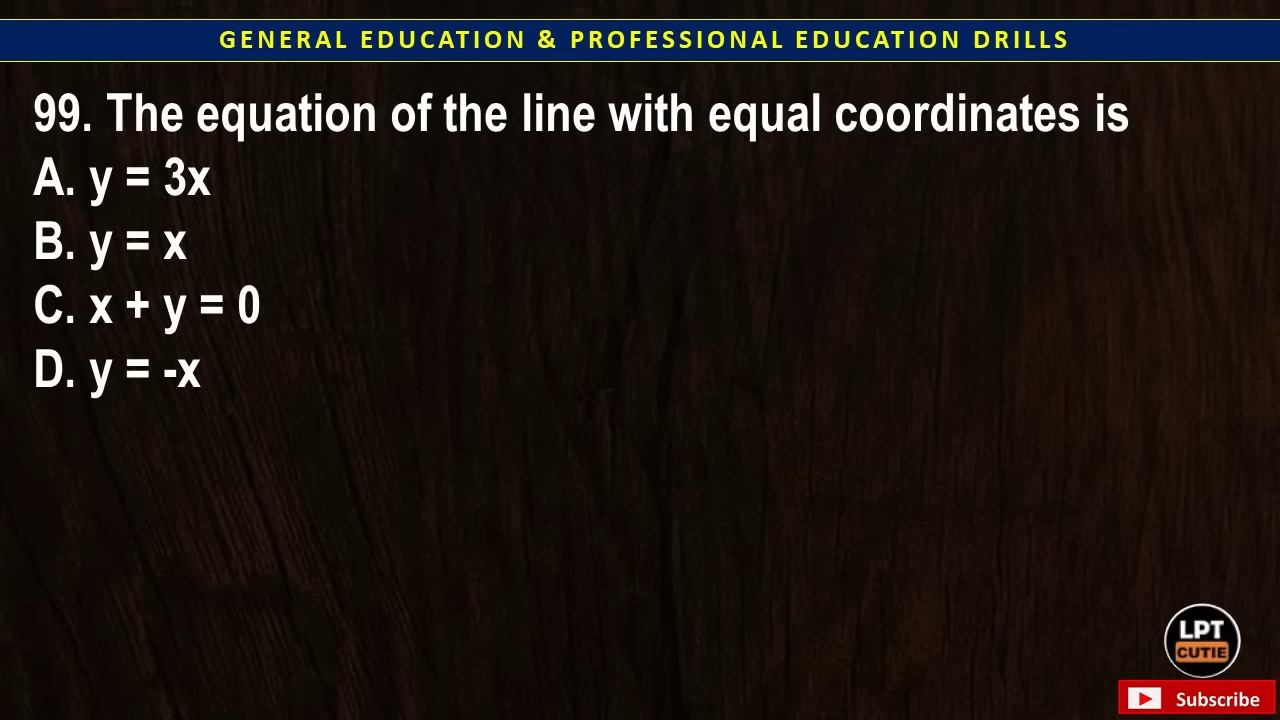 GENERAL EDUCATION & PROFESSIONAL EDUCATION DRILLS
99. The equation of the line with equal coordinates is
A. y = 3x
B. y = x
C. x + y = 0
D. y = -x
LPT
CUTIE
Subscribe